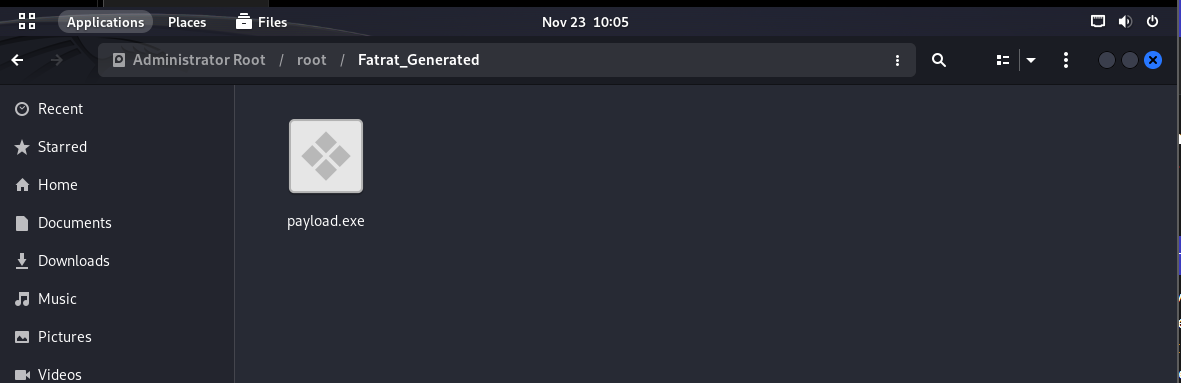 Applications Places Files Nov 23 10:05
Administrator Root / root / Fatrat_Generated
Recent
Starred
Home
Documents
Downloads
Music
Pictures
Videos
payload.exe